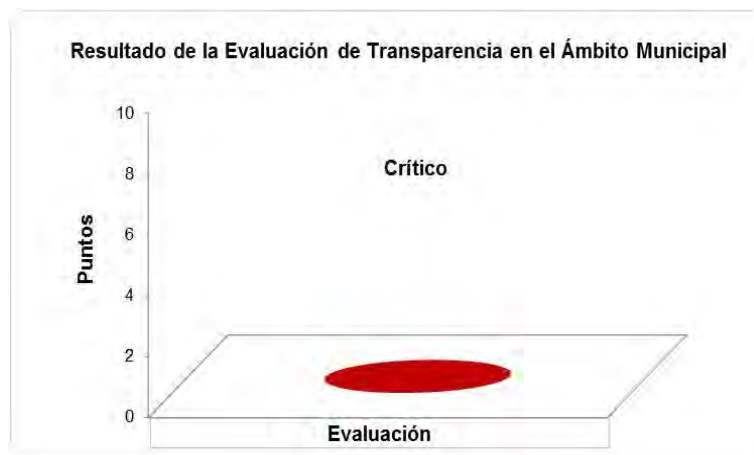 Resultado de la Evaluación de Transparencia en el Ámbito Municipal
10
Crítico
8
6
Puntos
4
2
0
Evaluación